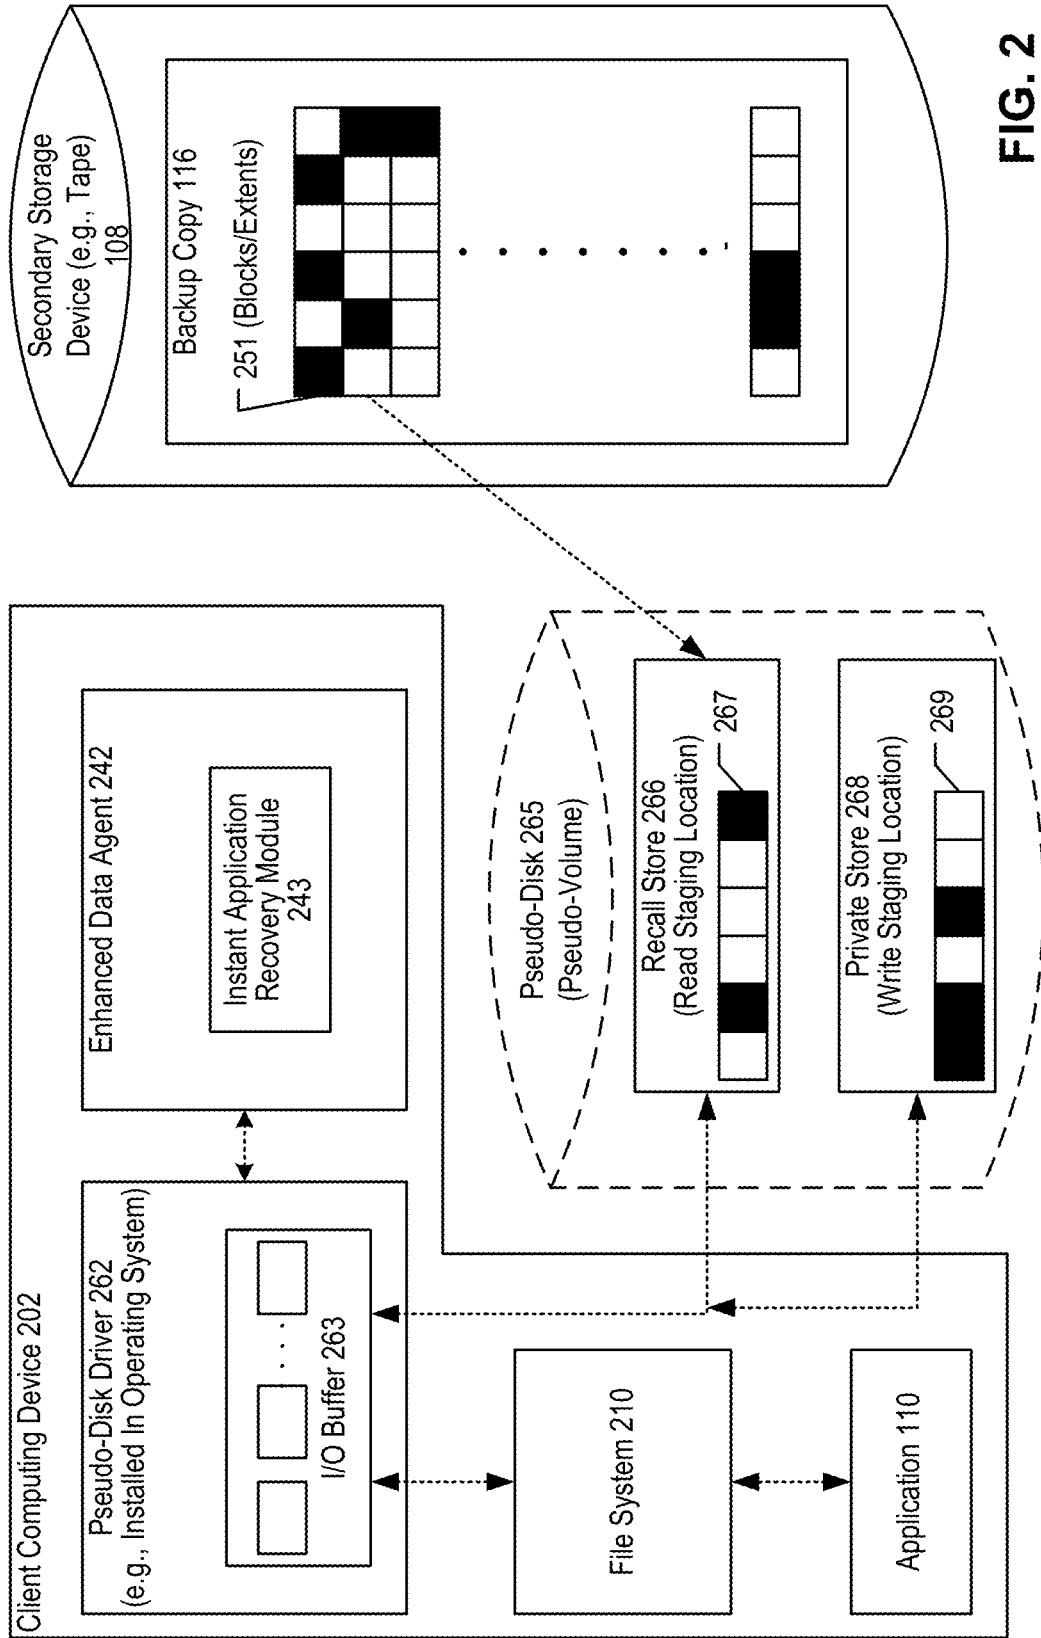 Client Computing Device 202
Pseudo-Disk Driver 262
(e.g., Installed In Operating System)
I/O Buffer 263
File System 210
Application 110
Enhanced Data Agent 242
Instant Application
Recovery Module
243
Pseudo-Disk 265
(Pseudo-Volume)
Recall Store 266
(Read Staging Location)
267
Private Store 268
(Write Staging Location)
269
Secondary Storage
Device (e.g., Tape)
108
Backup Copy 116
251 (Blocks/Extents)
FIG. 2